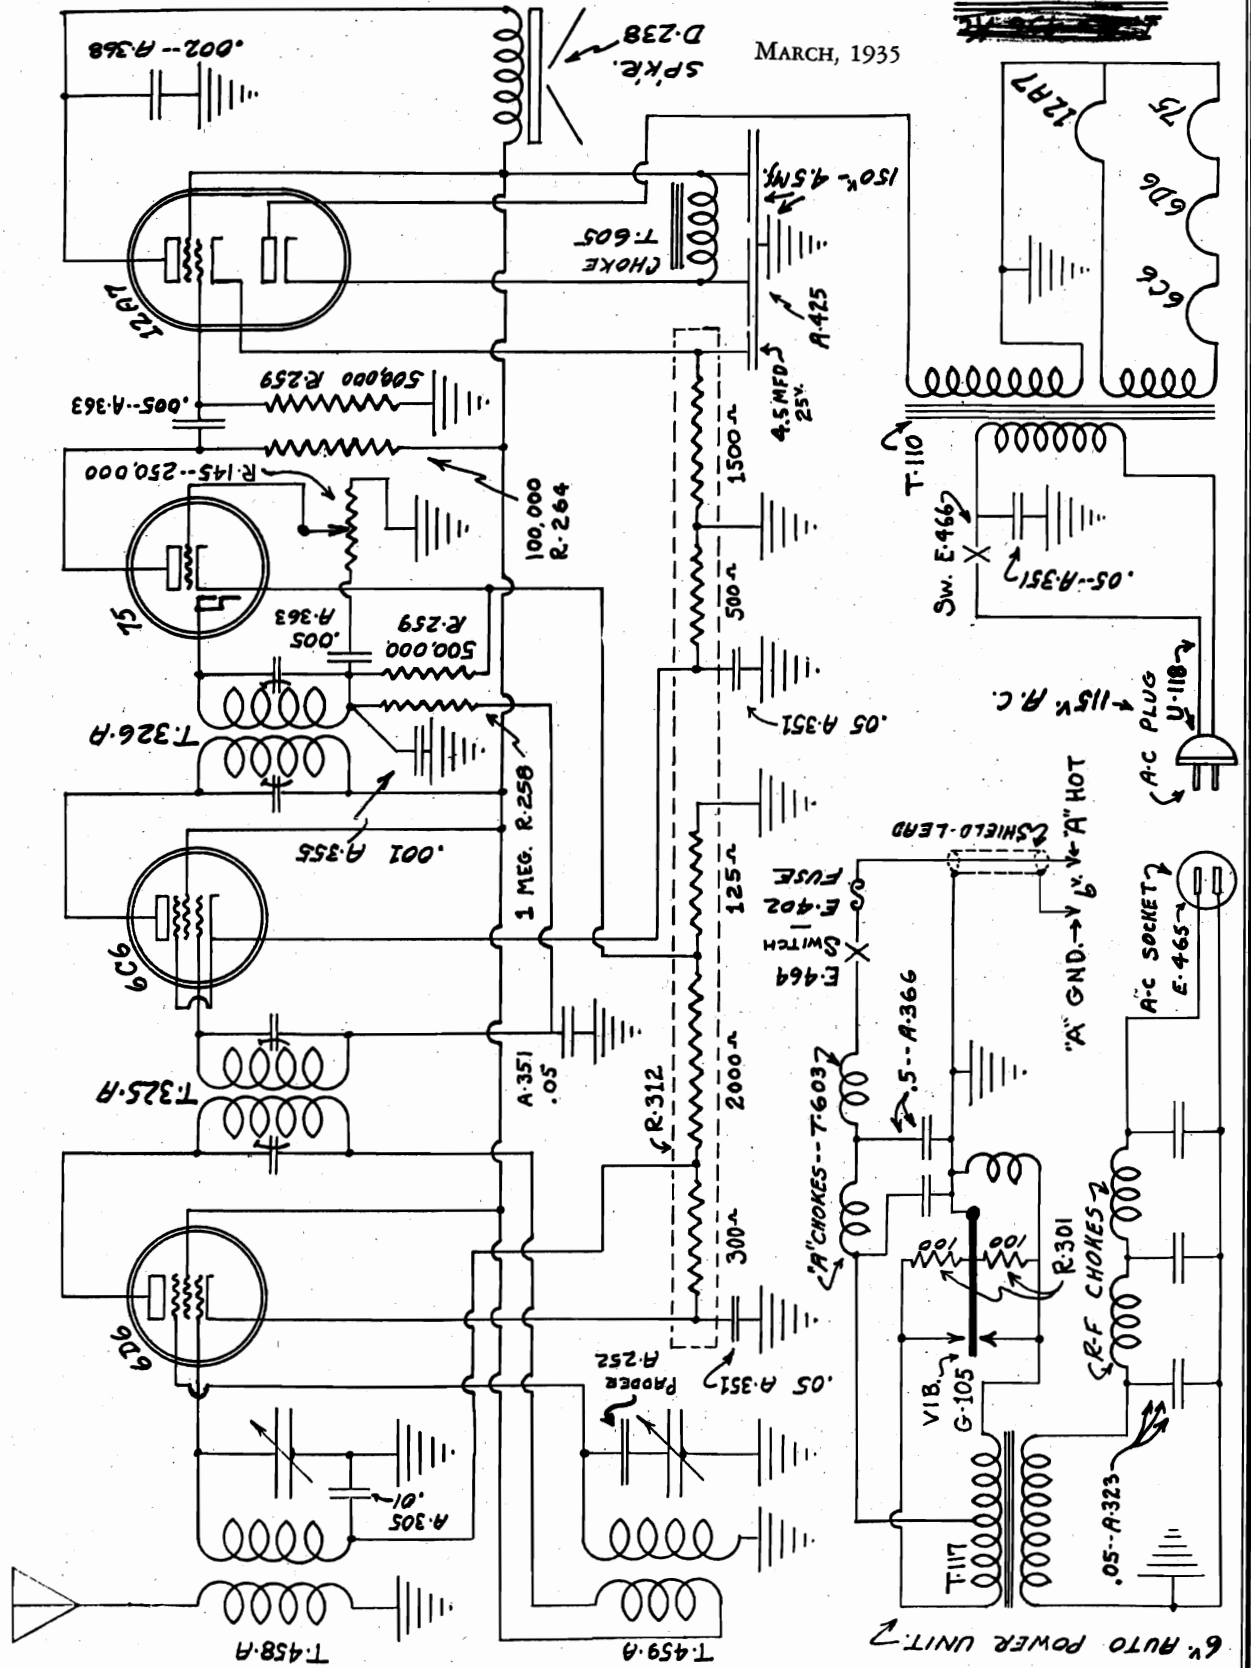 MARCH, 1935
.002--A-368
SP'K'R.
D-238
12A7
75
6D6
6C6
12A7
CHOKE
T-605
150V-4.5Mf.
A-425
4.5 MFD
25V.
500,000 R-259
.005--A-363
R-145--250,000
100,000
R-264
75
.005
A-363
500,000
R-259
T-326-A
.001 A-355
1 MEG. R-258
6C6
T-325-A
A-351
.05
6D6
1500Ω
500Ω
.05 A-351
125Ω
2000Ω
R-312
300Ω
.05 A-351
PADDER
A-252
A-305
.01
T-458-A
T-459-A
T-110
SW. E-466
.05--A-351
115V. A.C.
A-C PLUG
U-118
SHIELD-LEAD
"A" HOT
6V.
"A" GND.
A-C SOCKET
E-465
FUSE
E-402
SWITCH
E-464
.5--A-366
"A" CHOKES--T-603
100
100
R-301
VIB.
G-105
R-F CHOKES
.05--A-323
T-117
6V. AUTO POWER UNIT